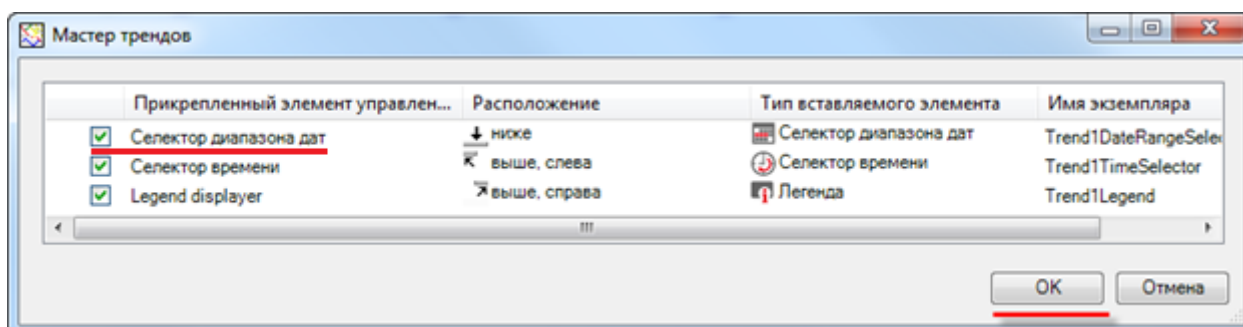 Мастер трендов
Прикрепленный элемент управлен... Расположение Тип вставляемого элемента Имя экземпляра
Селектор диапазона дат ниже Селектор диапазона дат Trend1DateRangeSele
Селектор времени выше, слева Селектор времени Trend1TimeSelector
Legend displayer выше, справа Легенда Trend1Legend
OK Отмена